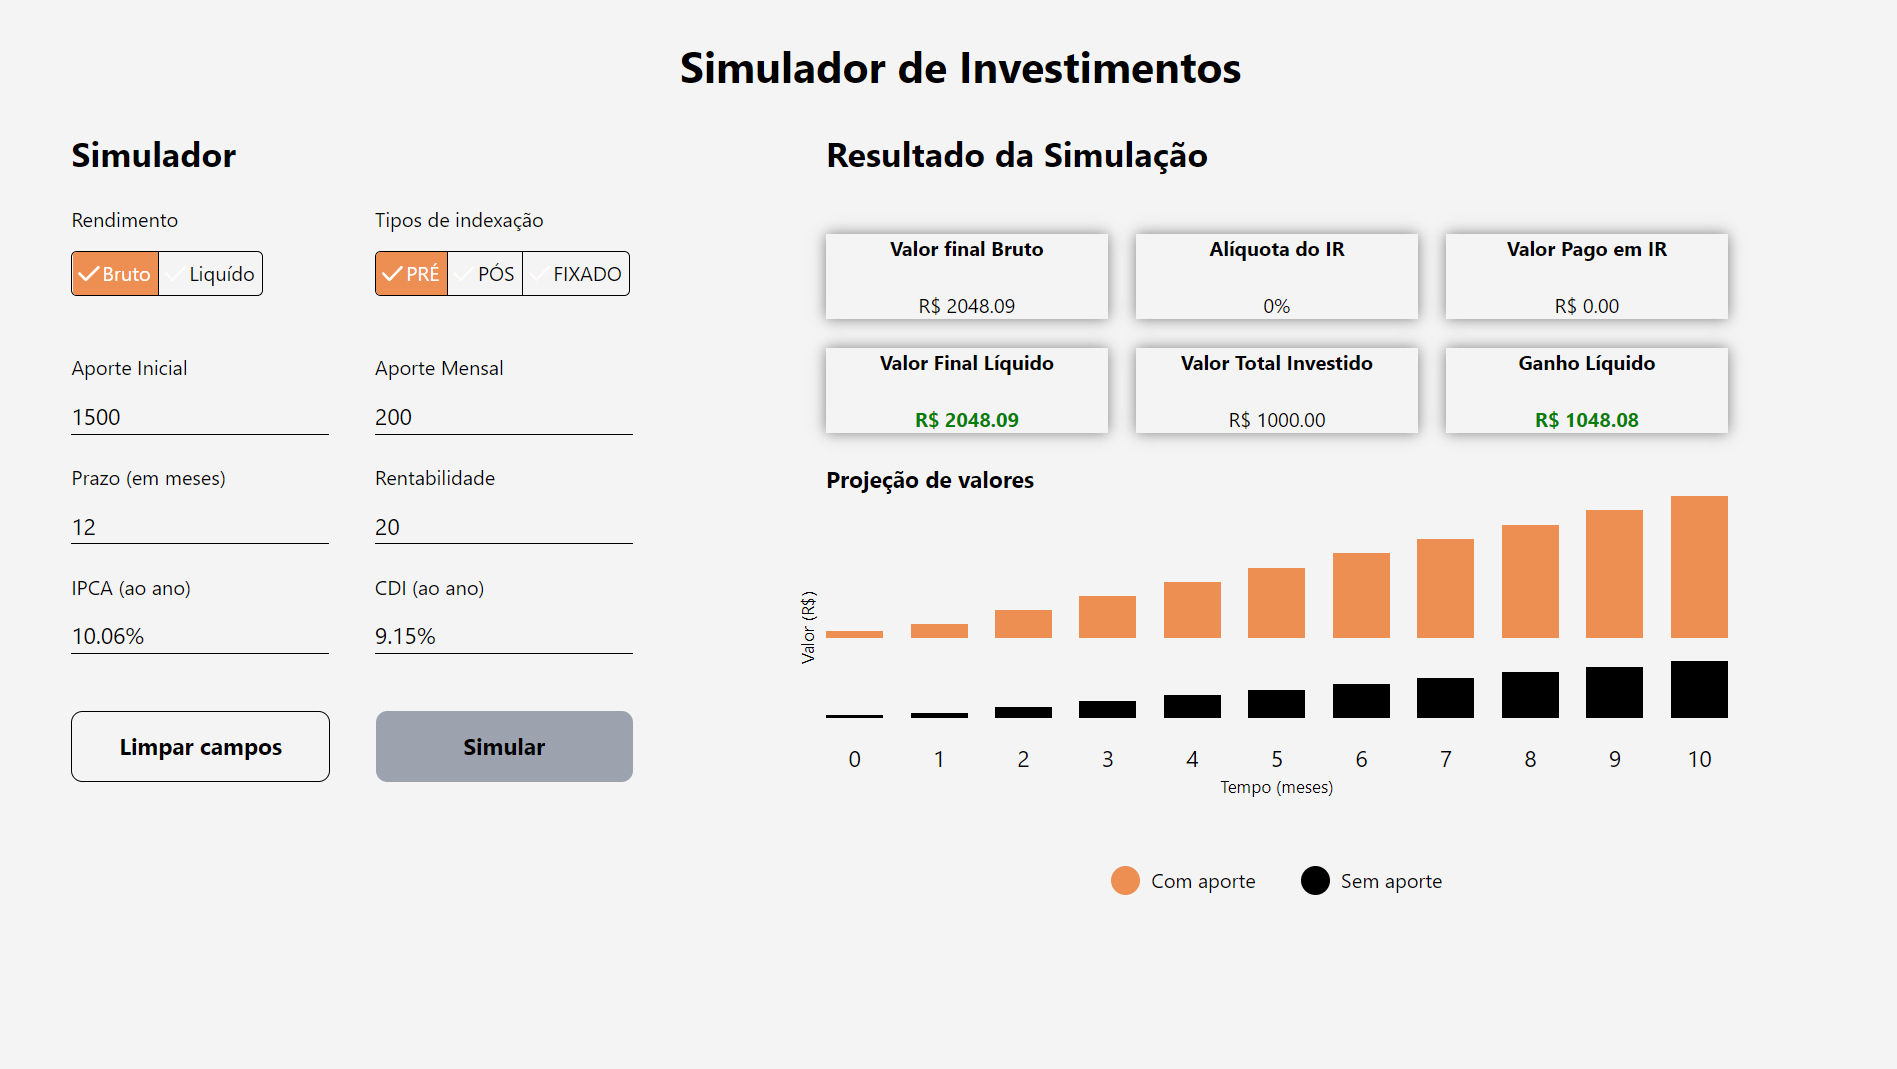 Simulador de Investimentos
Simulador
Rendimento
Tipos de indexação
Bruto
Liquído
PRÉ
PÓS
FIXADO
Aporte Inicial
Aporte Mensal
1500
200
Prazo (em meses)
Rentabilidade
12
20
IPCA (ao ano)
CDI (ao ano)
10.06%
9.15%
Limpar campos
Simular
Resultado da Simulação
Valor final Bruto
R$ 2048.09
Alíquota do IR
0%
Valor Pago em IR
R$ 0.00
Valor Final Líquido
R$ 2048.09
Valor Total Investido
R$ 1000.00
Ganho Líquido
R$ 1048.08
Projeção de valores
Valor (R$)
0 1 2 3 4 5 6 7 8 9 10
Tempo (meses)
Com aporte
Sem aporte